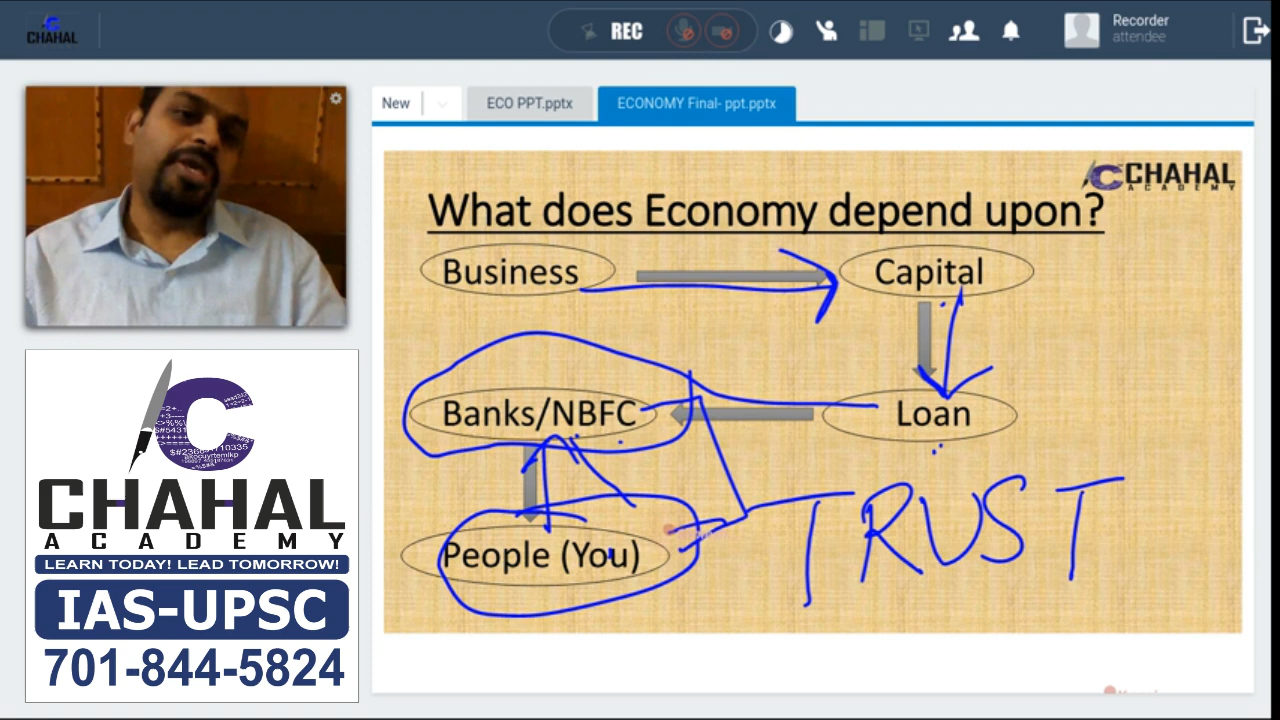 CHAHAL
REC
Recorder
attendee
New
ECO PPT.pptx
ECONOMY Final- ppt.pptx
CHAHAL
ACADEMY
What does Economy depend upon?
Business
Capital
Banks/NBFC
Loan
People (You)
TRUST
CHAHAL
ACADEMY
LEARN TODAY! LEAD TOMORROW!
IAS-UPSC
701-844-5824